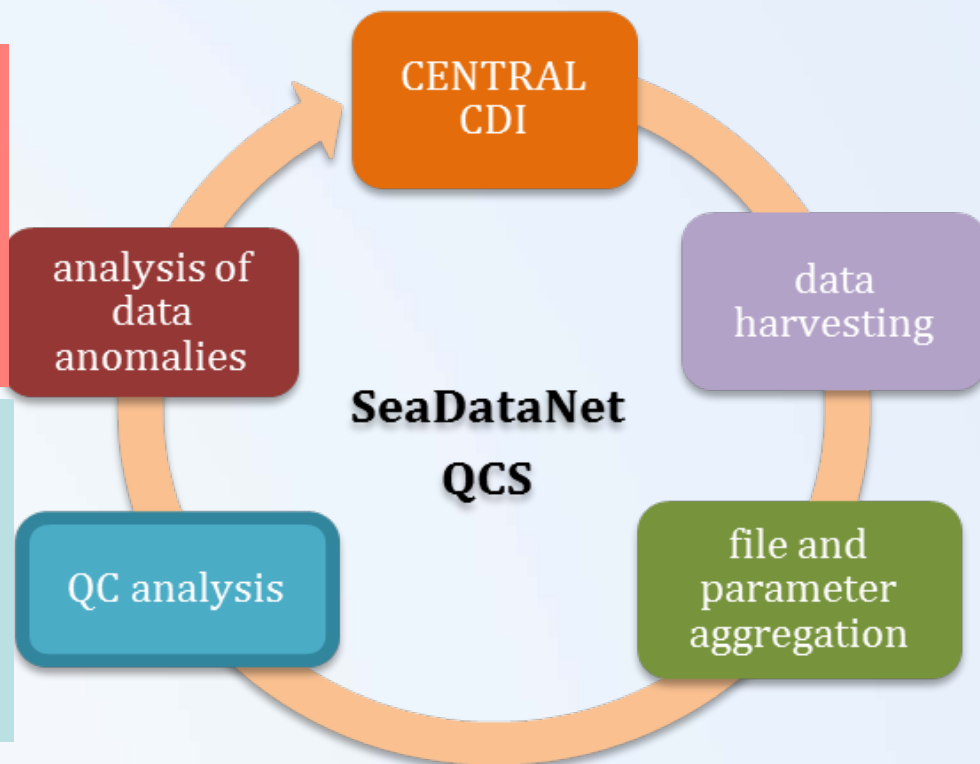 CENTRAL
CDI
data
harvesting
file and
parameter
aggregation
QC analysis
analysis of
data
anomalies
SeaDataNet
QCS